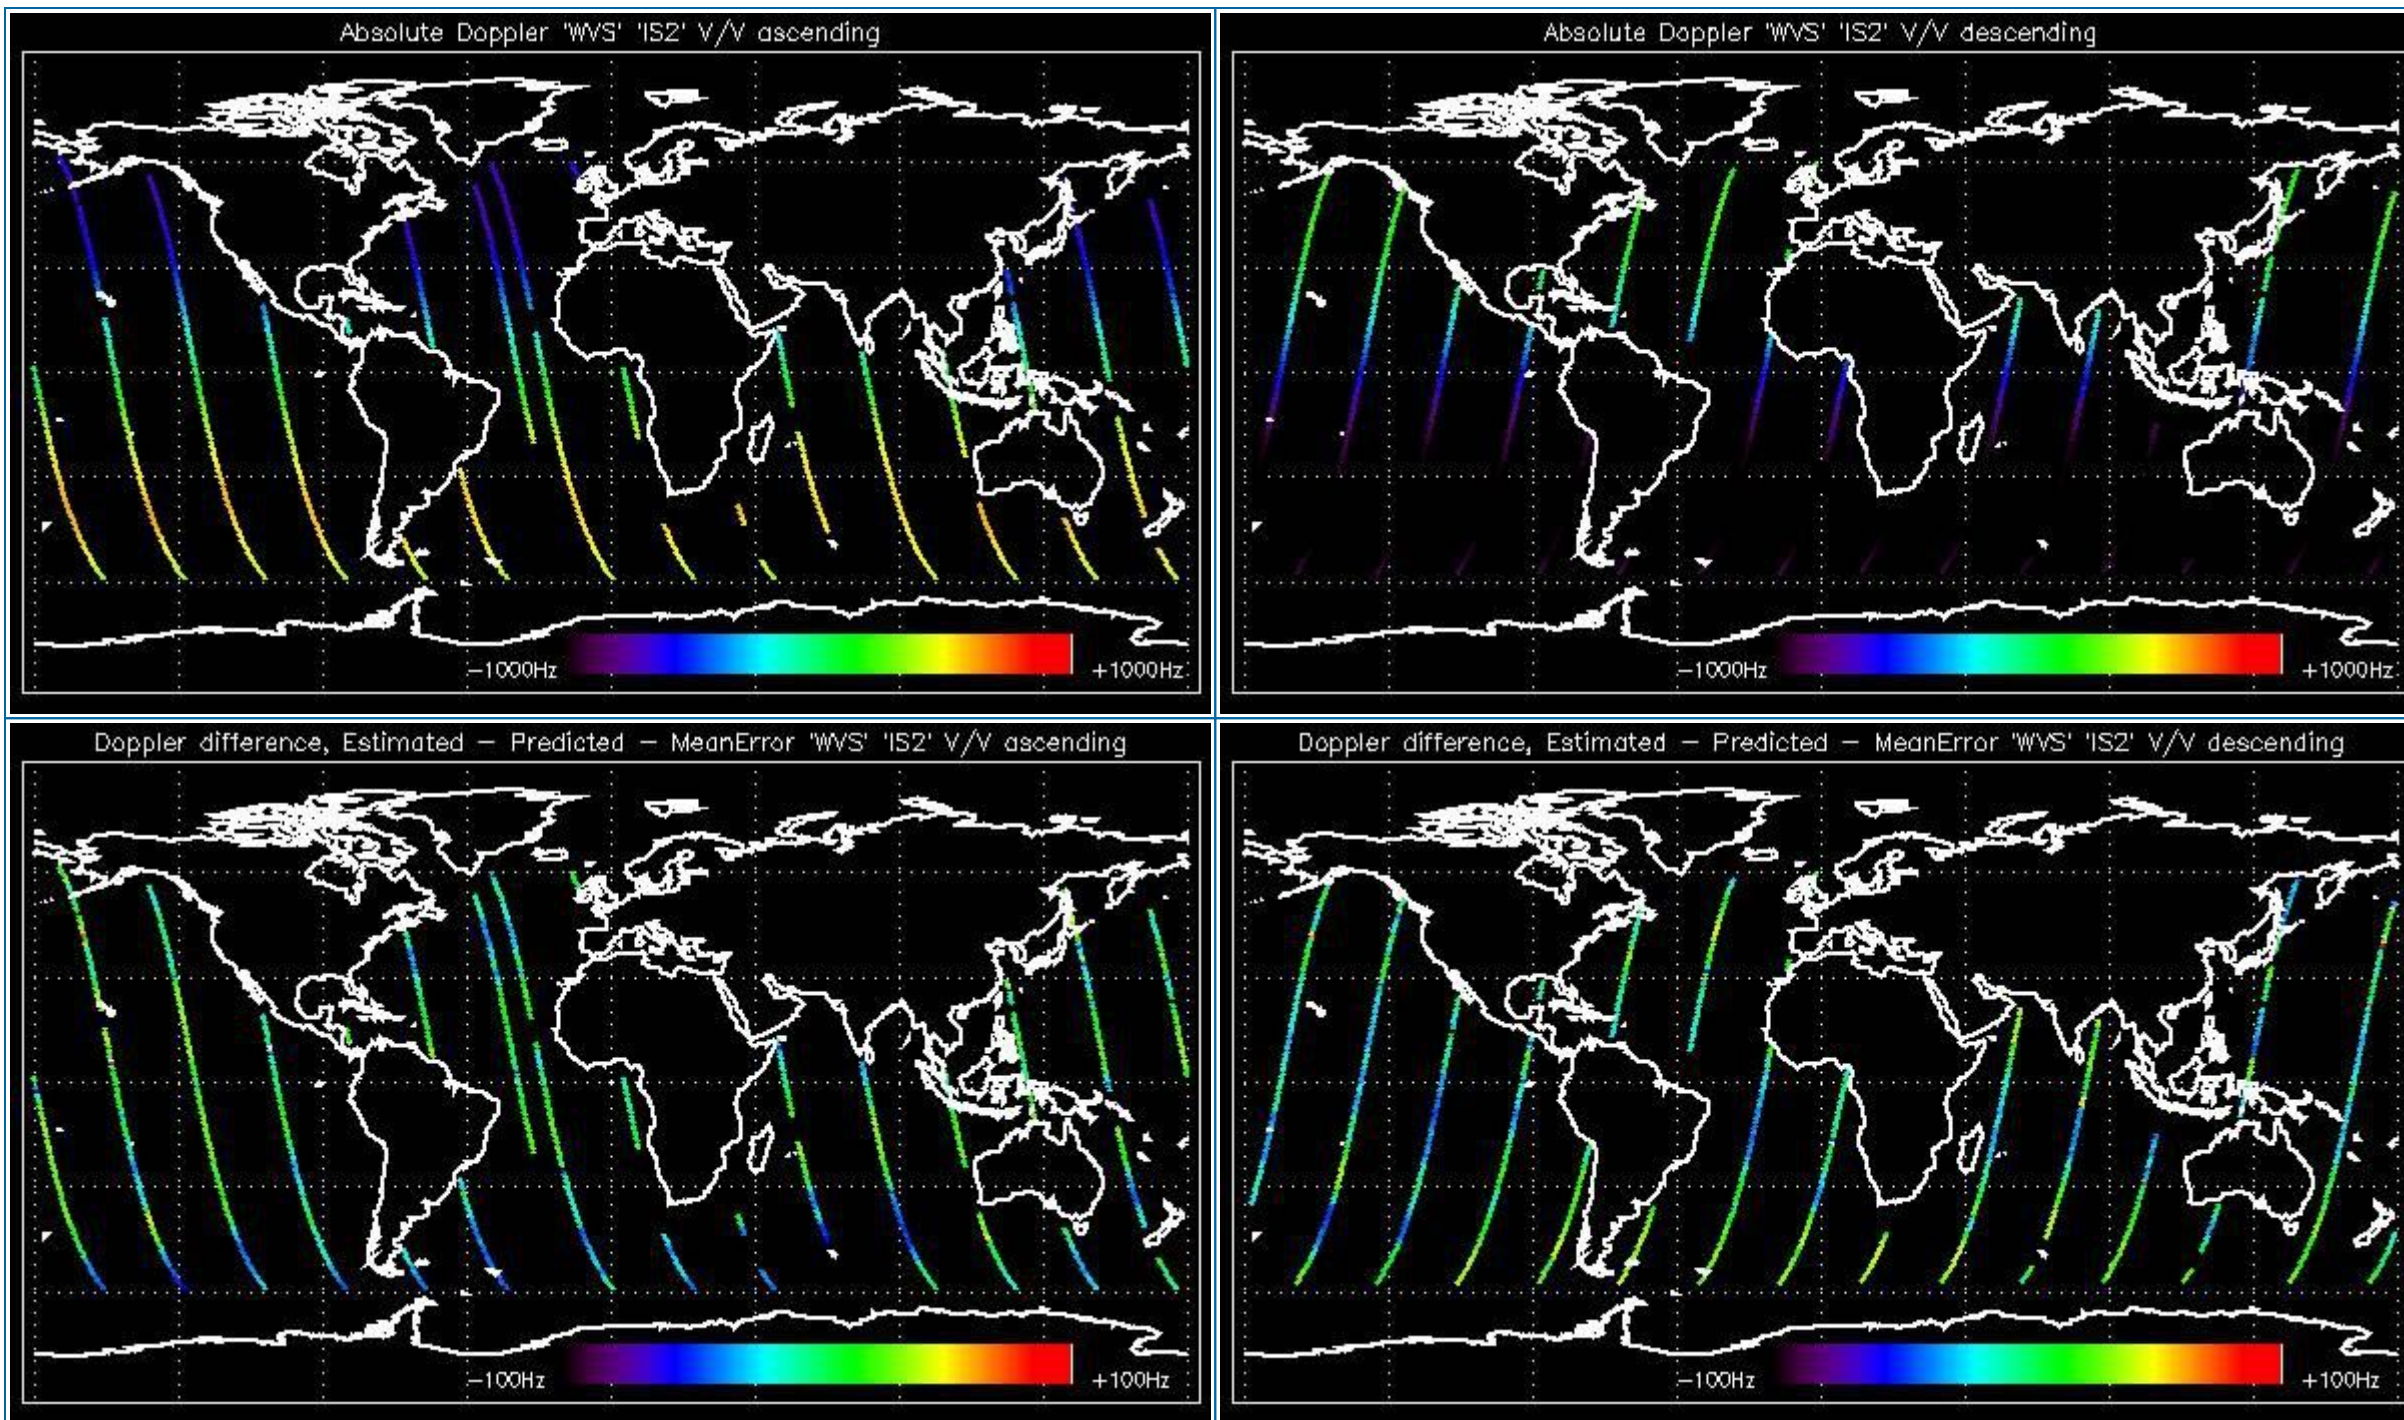 Absolute Doppler 'WVS' 'IS2' V/V ascending
-1000Hz
+1000Hz
Absolute Doppler 'WVS' 'IS2' V/V descending
-1000Hz
+1000Hz
Doppler difference, Estimated - Predicted - MeanError 'WVS' 'IS2' V/V ascending
-100Hz
+100Hz
Doppler difference, Estimated - Predicted - MeanError 'WVS' 'IS2' V/V descending
-100Hz
+100Hz